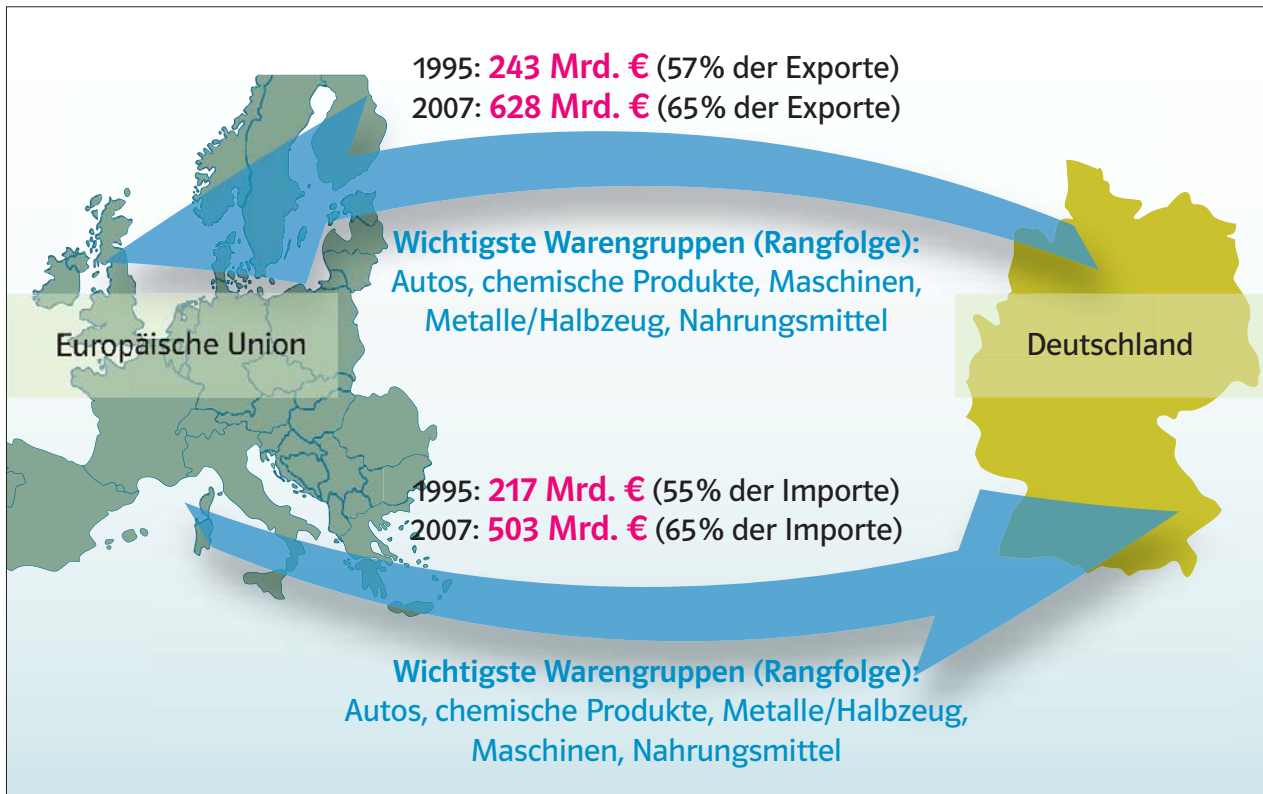 1995: 243 Mrd. € (57% der Exporte)
2007: 628 Mrd. € (65% der Exporte)
Wichtigste Warengruppen (Rangfolge):
Autos, chemische Produkte, Maschinen,
Metalle/Halbzeug, Nahrungsmittel
Europäische Union
Deutschland
1995: 217 Mrd. € (55% der Importe)
2007: 503 Mrd. € (65% der Importe)
Wichtigste Warengruppen (Rangfolge):
Autos, chemische Produkte, Metalle/Halbzeug,
Maschinen, Nahrungsmittel